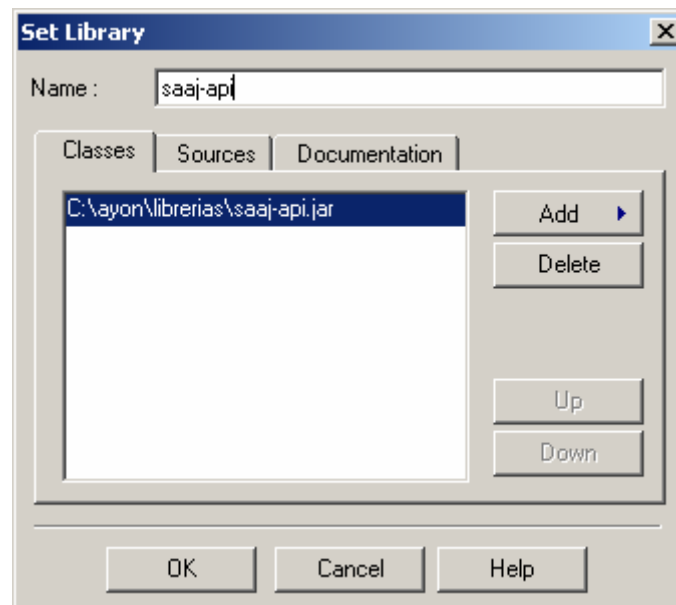 Set Library
Name :
saaj-api
Classes
Sources
Documentation
C:\ayon\librerias\saaj-api.jar
Add
Delete
Up
Down
OK
Cancel
Help